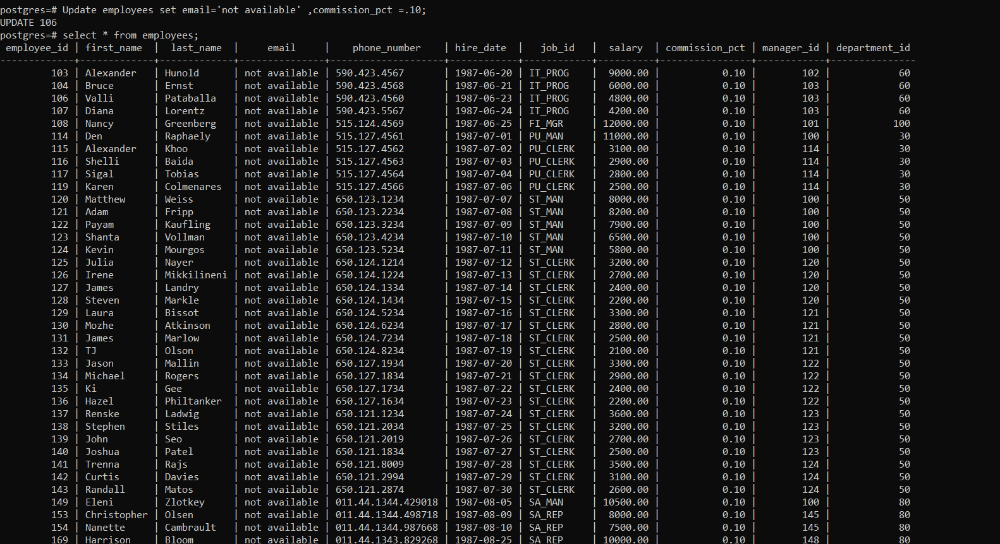 postgres=# Update employees set email='not available' ,commission_pct =.10;
UPDATE 106
postgres=# select * from employees;
employee_id | first_name | last_name | email | phone_number | hire_date | job_id | salary | commission_pct | manager_id | department_id
-------------+-------------+-------------+---------------+--------------------+------------+------------+----------+----------------+------------+---------------
103 | Alexander | Hunold | not available | 590.423.4567 | 1987-06-20 | IT_PROG | 9000.00 | 0.10 | 102 | 60
104 | Bruce | Ernst | not available | 590.423.4568 | 1987-06-21 | IT_PROG | 6000.00 | 0.10 | 103 | 60
106 | Valli | Pataballa | not available | 590.423.4560 | 1987-06-23 | IT_PROG | 4800.00 | 0.10 | 103 | 60
107 | Diana | Lorentz | not available | 590.423.5567 | 1987-06-24 | IT_PROG | 4200.00 | 0.10 | 103 | 60
108 | Nancy | Greenberg | not available | 515.124.4569 | 1987-06-25 | FI_MGR | 12000.00 | 0.10 | 101 | 100
114 | Den | Raphaely | not available | 515.127.4561 | 1987-07-01 | PU_MAN | 11000.00 | 0.10 | 100 | 30
115 | Alexander | Khoo | not available | 515.127.4562 | 1987-07-02 | PU_CLERK | 3100.00 | 0.10 | 114 | 30
116 | Shelli | Baida | not available | 515.127.4563 | 1987-07-03 | PU_CLERK | 2900.00 | 0.10 | 114 | 30
117 | Sigal | Tobias | not available | 515.127.4564 | 1987-07-04 | PU_CLERK | 2800.00 | 0.10 | 114 | 30
119 | Karen | Colmenares | not available | 515.127.4566 | 1987-07-06 | PU_CLERK | 2500.00 | 0.10 | 114 | 30
120 | Matthew | Weiss | not available | 650.123.1234 | 1987-07-07 | ST_MAN | 8000.00 | 0.10 | 100 | 50
121 | Adam | Fripp | not available | 650.123.2234 | 1987-07-08 | ST_MAN | 8200.00 | 0.10 | 100 | 50
122 | Payam | Kaufling | not available | 650.123.3234 | 1987-07-09 | ST_MAN | 7900.00 | 0.10 | 100 | 50
123 | Shanta | Vollman | not available | 650.123.4234 | 1987-07-10 | ST_MAN | 6500.00 | 0.10 | 100 | 50
124 | Kevin | Mourgos | not available | 650.123.5234 | 1987-07-11 | ST_MAN | 5800.00 | 0.10 | 100 | 50
125 | Julia | Nayer | not available | 650.124.1214 | 1987-07-12 | ST_CLERK | 3200.00 | 0.10 | 120 | 50
126 | Irene | Mikkilineni | not available | 650.124.1224 | 1987-07-13 | ST_CLERK | 2700.00 | 0.10 | 120 | 50
127 | James | Landry | not available | 650.124.1334 | 1987-07-14 | ST_CLERK | 2400.00 | 0.10 | 120 | 50
128 | Steven | Markle | not available | 650.124.1434 | 1987-07-15 | ST_CLERK | 2200.00 | 0.10 | 120 | 50
129 | Laura | Bissot | not available | 650.124.5234 | 1987-07-16 | ST_CLERK | 3300.00 | 0.10 | 121 | 50
130 | Mozhe | Atkinson | not available | 650.124.6234 | 1987-07-17 | ST_CLERK | 2800.00 | 0.10 | 121 | 50
131 | James | Marlow | not available | 650.124.7234 | 1987-07-18 | ST_CLERK | 2500.00 | 0.10 | 121 | 50
132 | TJ | Olson | not available | 650.124.8234 | 1987-07-19 | ST_CLERK | 2100.00 | 0.10 | 121 | 50
133 | Jason | Mallin | not available | 650.127.1934 | 1987-07-20 | ST_CLERK | 3300.00 | 0.10 | 122 | 50
134 | Michael | Rogers | not available | 650.127.1834 | 1987-07-21 | ST_CLERK | 2900.00 | 0.10 | 122 | 50
135 | Ki | Gee | not available | 650.127.1734 | 1987-07-22 | ST_CLERK | 2400.00 | 0.10 | 122 | 50
136 | Hazel | Philtanker | not available | 650.127.1634 | 1987-07-23 | ST_CLERK | 2200.00 | 0.10 | 122 | 50
137 | Renske | Ladwig | not available | 650.121.1234 | 1987-07-24 | ST_CLERK | 3600.00 | 0.10 | 123 | 50
138 | Stephen | Stiles | not available | 650.121.2034 | 1987-07-25 | ST_CLERK | 3200.00 | 0.10 | 123 | 50
139 | John | Seo | not available | 650.121.2019 | 1987-07-26 | ST_CLERK | 2700.00 | 0.10 | 123 | 50
140 | Joshua | Patel | not available | 650.121.1834 | 1987-07-27 | ST_CLERK | 2500.00 | 0.10 | 123 | 50
141 | Trenna | Rajs | not available | 650.121.8009 | 1987-07-28 | ST_CLERK | 3500.00 | 0.10 | 124 | 50
142 | Curtis | Davies | not available | 650.121.2994 | 1987-07-29 | ST_CLERK | 3100.00 | 0.10 | 124 | 50
143 | Randall | Matos | not available | 650.121.2874 | 1987-07-30 | ST_CLERK | 2600.00 | 0.10 | 124 | 50
149 | Eleni | Zlotkey | not available | 011.44.1344.429018 | 1987-08-05 | SA_MAN | 10500.00 | 0.10 | 100 | 80
153 | Christopher | Olsen | not available | 011.44.1344.498718 | 1987-08-09 | SA_REP | 8000.00 | 0.10 | 145 | 80
154 | Nanette | Cambrault | not available | 011.44.1344.987668 | 1987-08-10 | SA_REP | 7500.00 | 0.10 | 145 | 80
169 | Harrison | Bloom | not available | 011.44.1343.829268 | 1987-08-25 | SA_REP | 10000.00 | 0.10 | 148 | 80